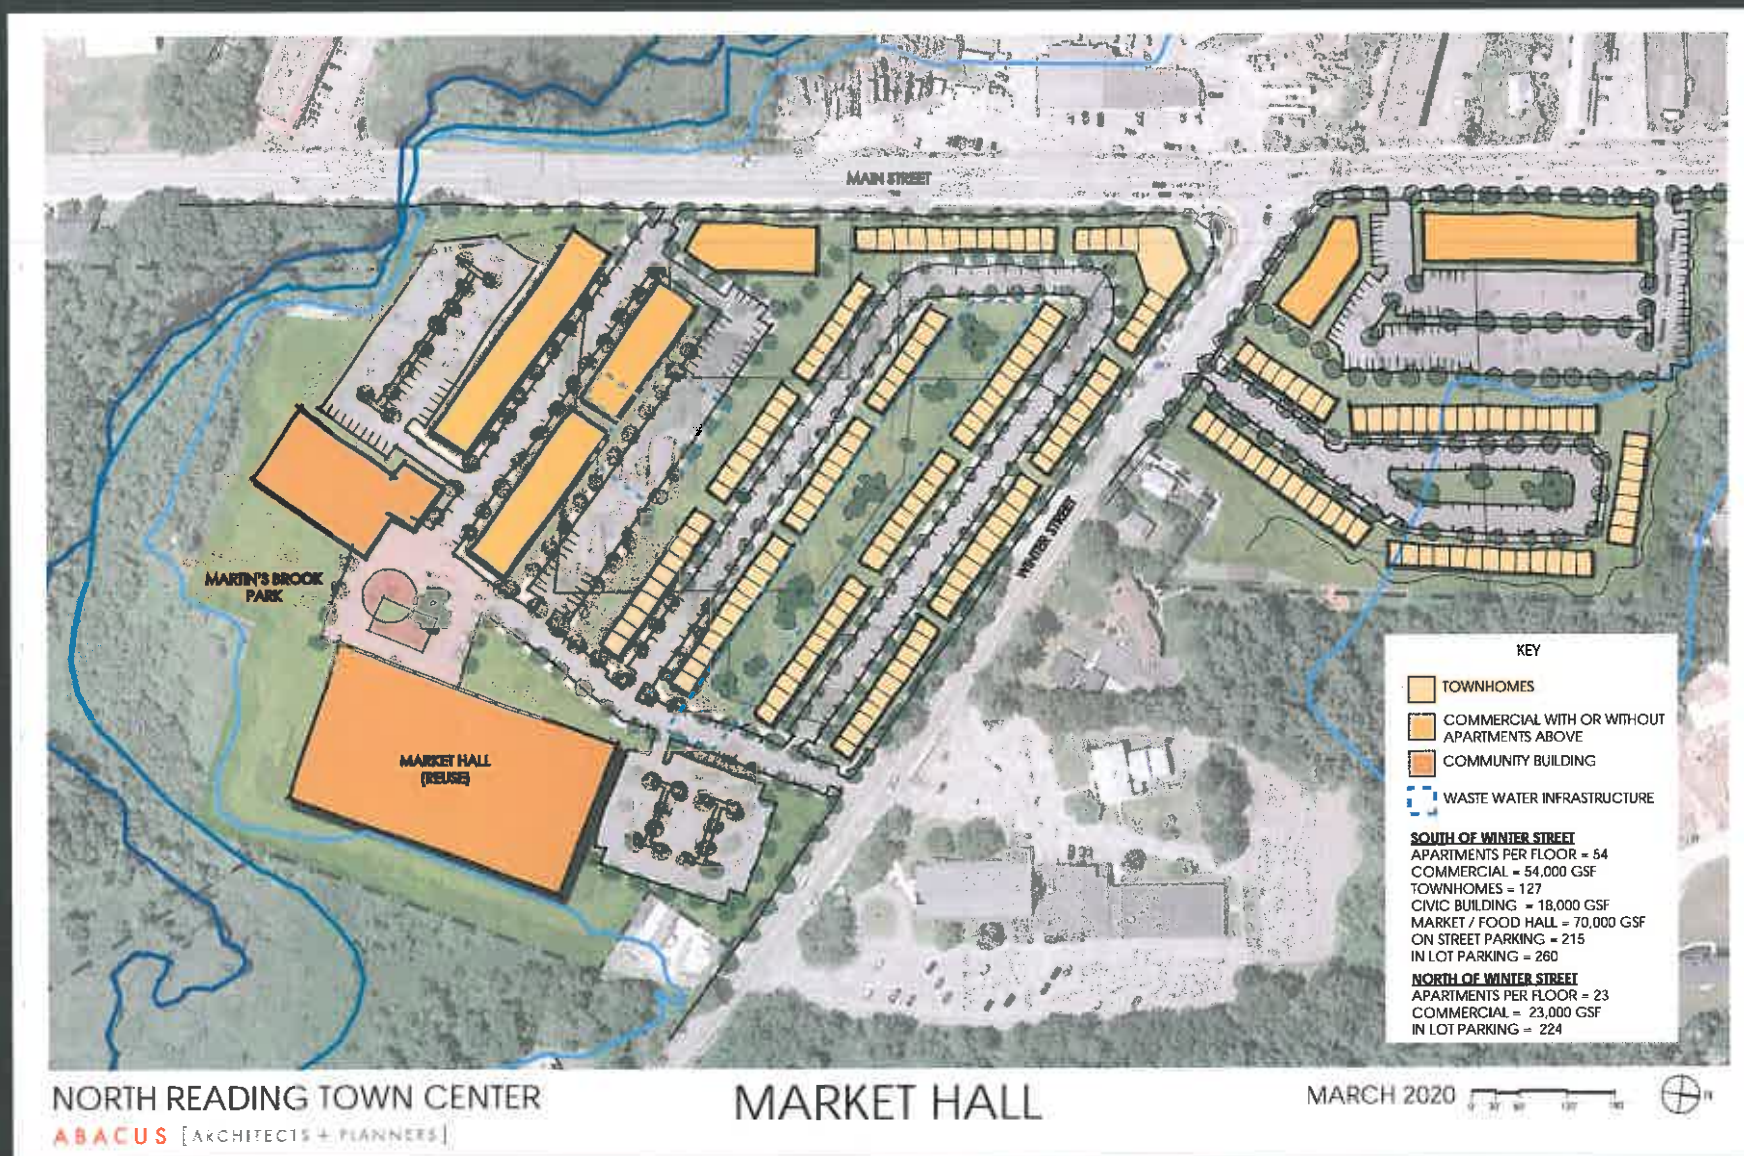 MAIN STREET
WINTER STREET
MARTIN'S BROOK
PARK
MARKET HALL
(REUSE)
KEY
TOWNHOMES
COMMERCIAL WITH OR WITHOUT
APARTMENTS ABOVE
COMMUNITY BUILDING
WASTE WATER INFRASTRUCTURE
SOUTH OF WINTER STREET
APARTMENTS PER FLOOR = 54
COMMERCIAL = 54,000 GSF
TOWNHOMES = 127
CIVIC BUILDING = 18,000 GSF
MARKET / FOOD HALL = 70,000 GSF
ON STREET PARKING = 215
IN LOT PARKING = 260
NORTH OF WINTER STREET
APARTMENTS PER FLOOR = 23
COMMERCIAL = 23,000 GSF
IN LOT PARKING = 224
NORTH READING TOWN CENTER
ABACUS [ARCHITECTS + PLANNERS]
MARKET HALL
MARCH 2020